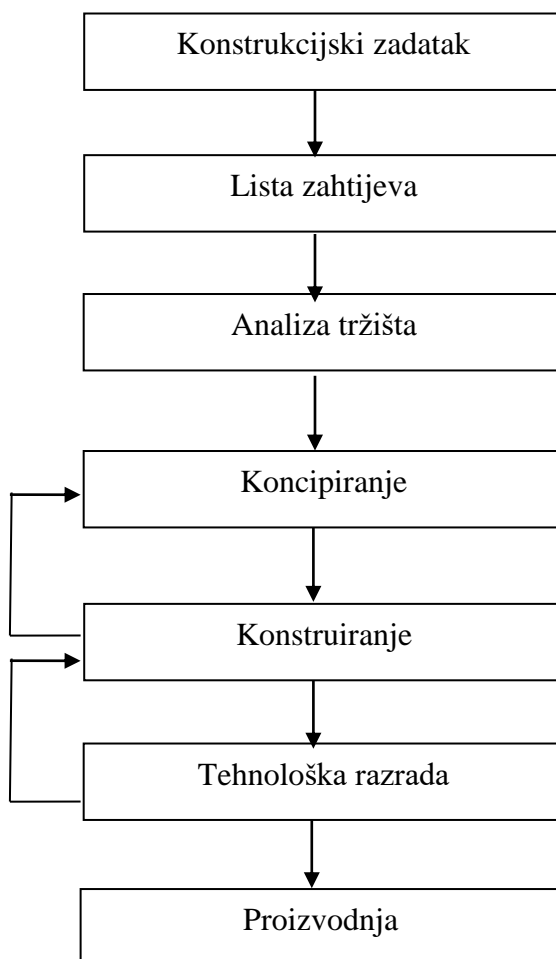 Konstrukcijski zadatak
Lista zahtijeva
Analiza tržišta
Koncipiranje
Konstruiranje
Tehnološka razrada
Proizvodnja